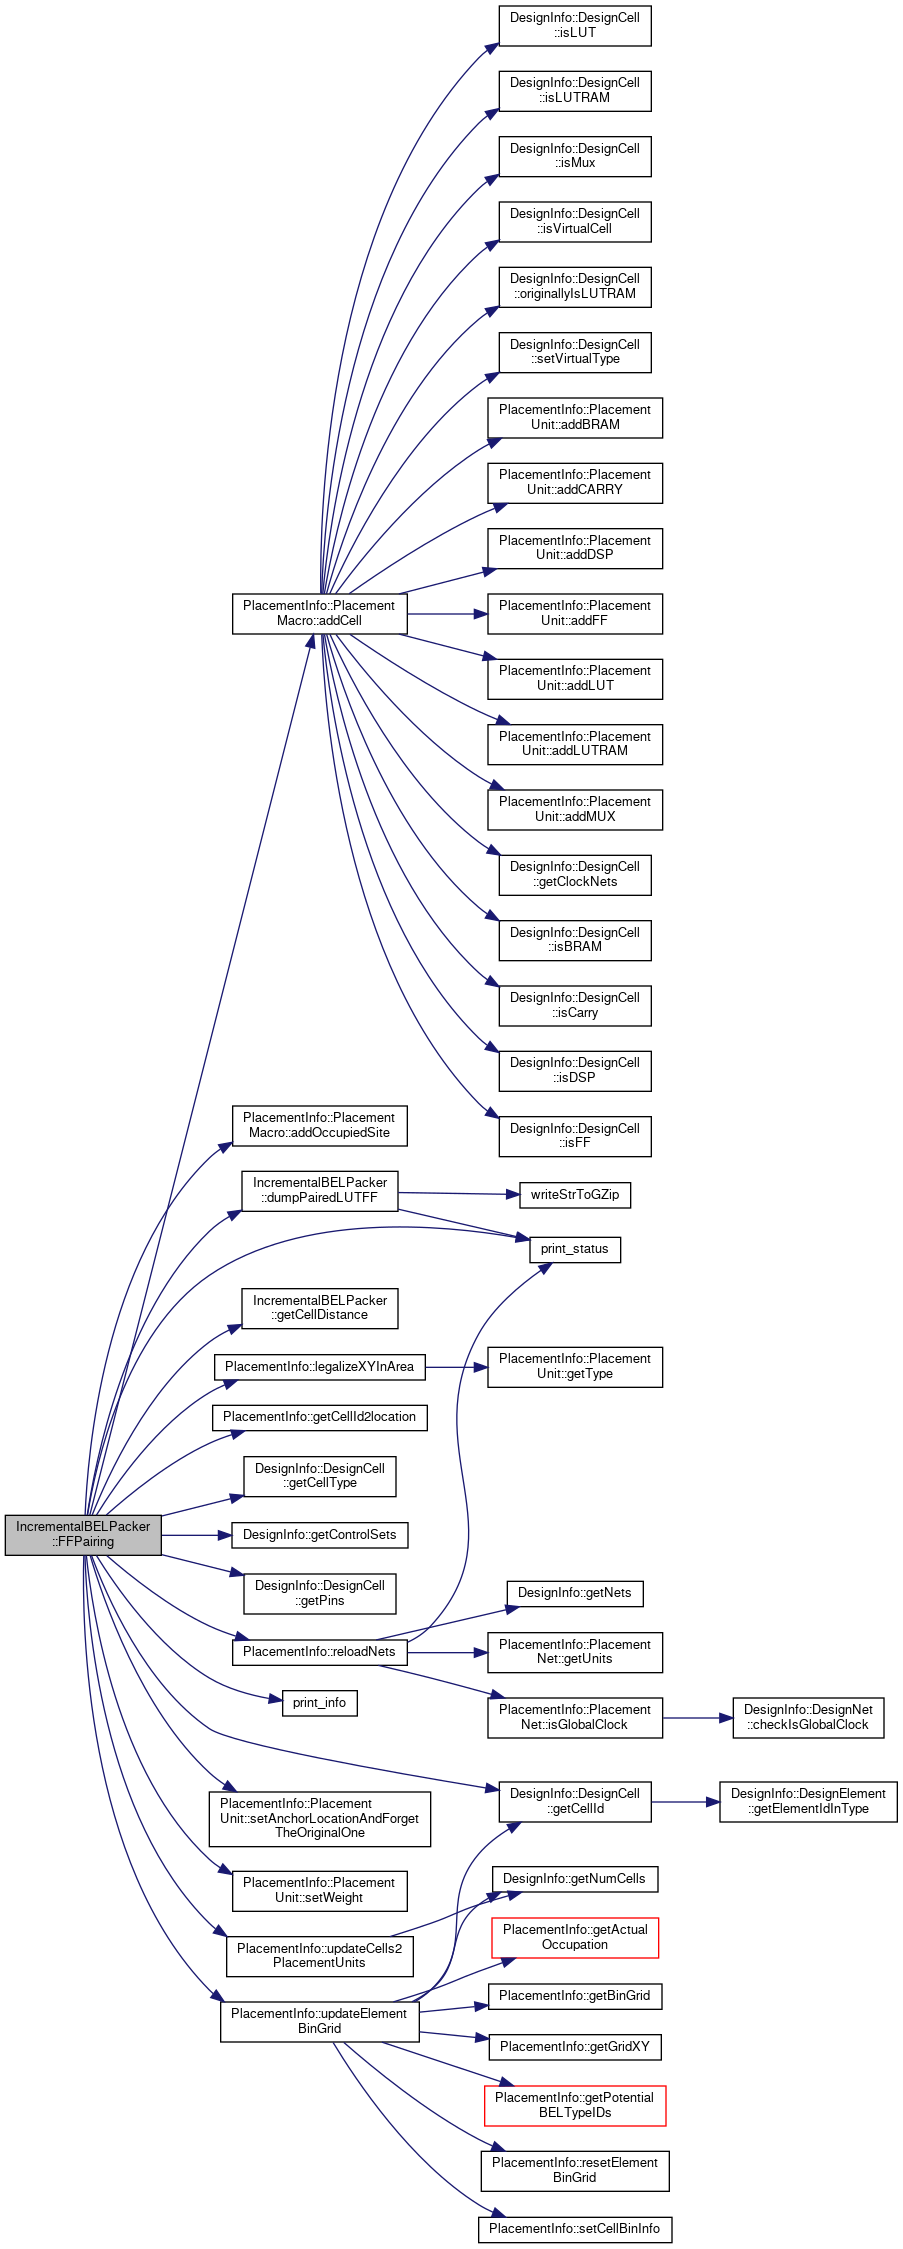 DesignInfo::DesignCell
::isLUT
DesignInfo::DesignCell
::isLUTRAM
DesignInfo::DesignCell
::isMux
DesignInfo::DesignCell
::isVirtualCell
DesignInfo::DesignCell
::originallyIsLUTRAM
DesignInfo::DesignCell
::setVirtualType
PlacementInfo::Placement
Unit::addBRAM
PlacementInfo::Placement
Unit::addCARRY
PlacementInfo::Placement
Unit::addDSP
PlacementInfo::Placement
Macro::addCell
PlacementInfo::Placement
Unit::addFF
PlacementInfo::Placement
Unit::addLUT
PlacementInfo::Placement
Unit::addLUTRAM
PlacementInfo::Placement
Unit::addMUX
DesignInfo::DesignCell
::getClockNets
DesignInfo::DesignCell
::isBRAM
DesignInfo::DesignCell
::isCarry
DesignInfo::DesignCell
::isDSP
DesignInfo::DesignCell
::isFF
PlacementInfo::Placement
Macro::addOccupiedSite
IncrementalBELPacker
::dumpPairedLUTFF
writeStrToGZip
print_status
IncrementalBELPacker
::getCellDistance
PlacementInfo::legalizeXYInArea
PlacementInfo::Placement
Unit::getType
PlacementInfo::getCellId2location
DesignInfo::DesignCell
::getCellType
IncrementalBELPacker
::FFPairing
DesignInfo::getControlSets
DesignInfo::DesignCell
::getPins
DesignInfo::getNets
PlacementInfo::reloadNets
PlacementInfo::Placement
Net::getUnits
print_info
PlacementInfo::Placement
Net::isGlobalClock
DesignInfo::DesignNet
::checkIsGlobalClock
PlacementInfo::Placement
Unit::setAnchorLocationAndForget
TheOriginalOne
DesignInfo::DesignCell
::getCellId
DesignInfo::DesignElement
::getElementIdInType
PlacementInfo::Placement
Unit::setWeight
DesignInfo::getNumCells
PlacementInfo::updateCells2
PlacementUnits
PlacementInfo::getActual
Occupation
PlacementInfo::updateElement
BinGrid
PlacementInfo::getBinGrid
PlacementInfo::getGridXY
PlacementInfo::getPotential
BELTypeIDs
PlacementInfo::resetElement
BinGrid
PlacementInfo::setCellBinInfo